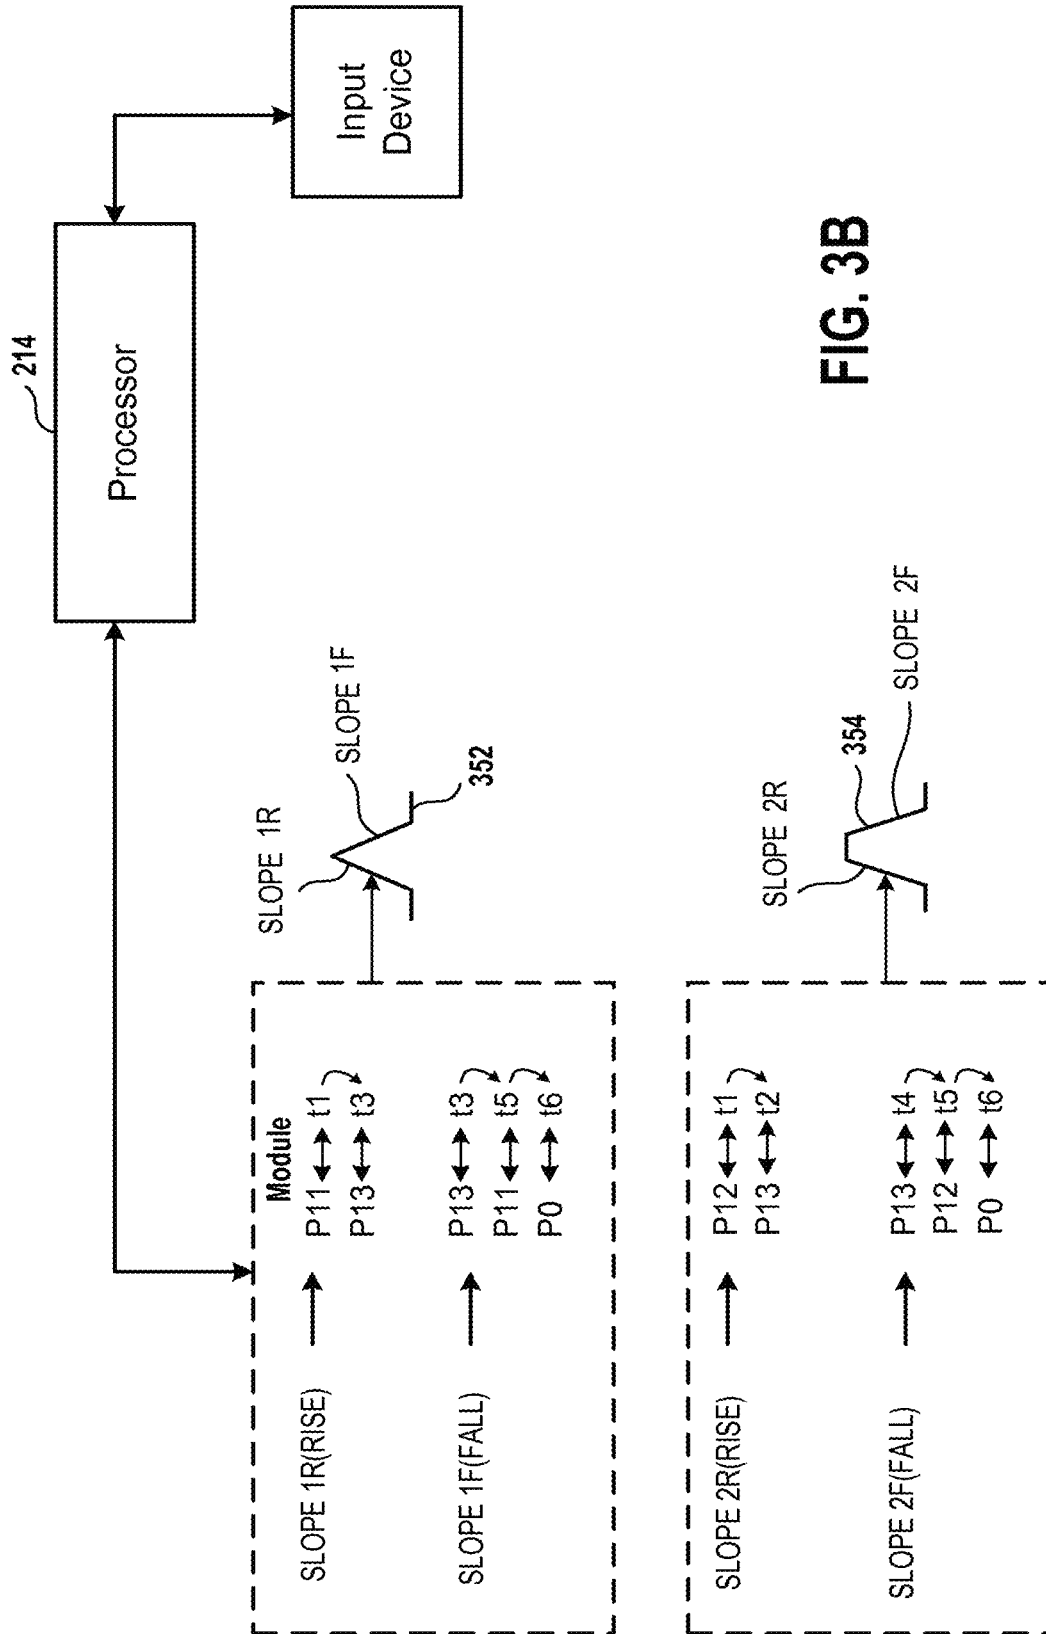 214
Processor
Input
Device
Module
SLOPE 1R(RISE)
P11 t1
P13 t3
SLOPE 1F(FALL)
P13 t3
P11 t5
P0 t6
SLOPE 1R
SLOPE 1F
352
SLOPE 2R(RISE)
P12 t1
P13 t2
SLOPE 2F(FALL)
P13 t4
P12 t5
P0 t6
SLOPE 2R
354
SLOPE 2F
FIG. 3B